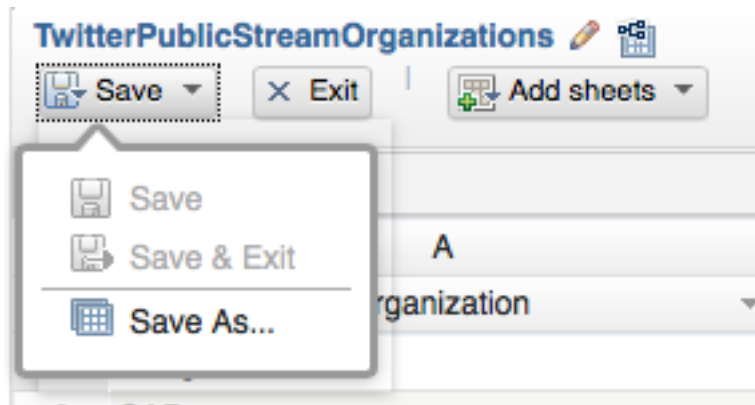 TwitterPublicStreamOrganizations
Save Exit Add sheets
Save
Save & Exit
A
rganization
Save As...